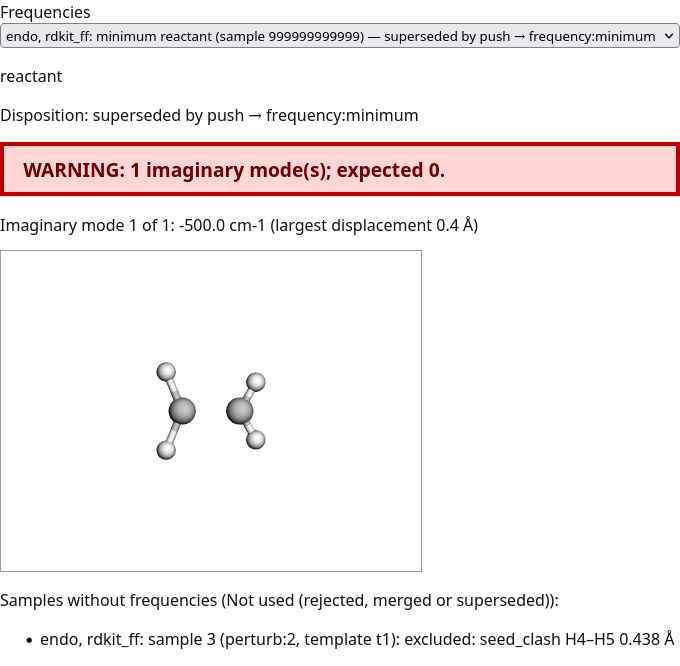 Frequencies
endo, rdkit_ff: minimum reactant (sample 999999999999) — superseded by push → frequency:minimum
reactant
Disposition: superseded by push → frequency:minimum
WARNING: 1 imaginary mode(s); expected 0.
Imaginary mode 1 of 1: -500.0 cm-1 (largest displacement 0.4 Å)
Samples without frequencies (Not used (rejected, merged or superseded)):
• endo, rdkit_ff: sample 3 (perturb:2, template t1): excluded: seed_clash H4–H5 0.438 Å